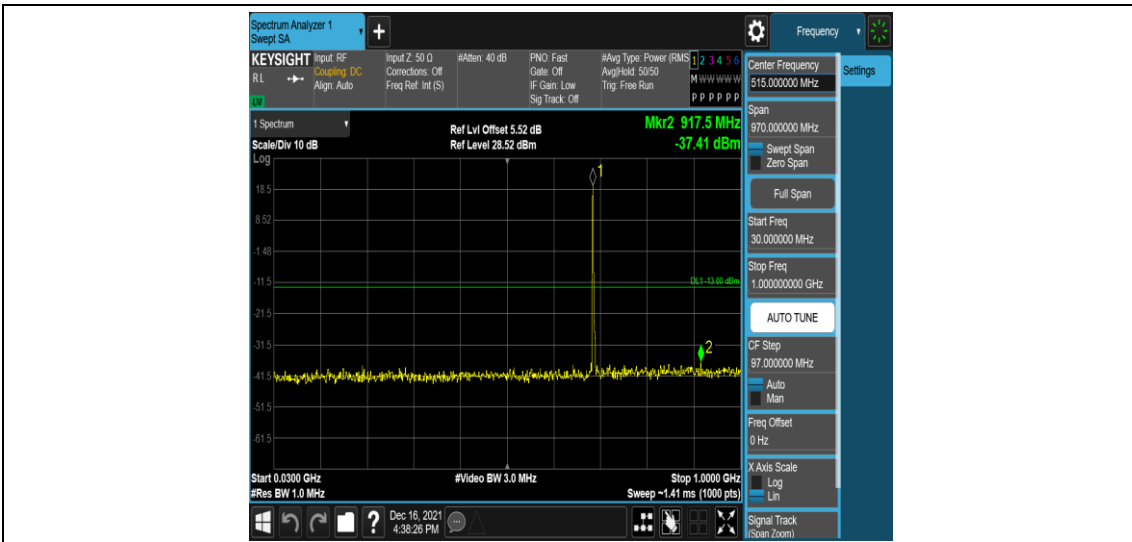 Spectrum Analyzer 1
Swept SA
+
Frequency
KEYSIGHT
RL
LXI
Input: RF
Coupling: DC
Align: Auto
Input Z: 50 Ω
Corrections: Off
Freq Ref: Int (S)
#Atten: 40 dB
PNO: Fast
Gate: Off
IF Gain: Low
Sig Track: Off
#Avg Type: Power (RMS
Avg|Hold: 50/50
Trig: Free Run
1 2 3 4 5 6
M W W W W W
P P P P P P
1 Spectrum
Scale/Div 10 dB
Log
Ref Lvl Offset 5.52 dB
Ref Level 28.52 dBm
Mkr2 917.5 MHz
-37.41 dBm
1
18.5
8.52
-1.48
-11.5
DL1 -13.00 dBm
-21.5
-31.5
2
-41.5
-51.5
-61.5
Start 0.0300 GHz
#Res BW 1.0 MHz
#Video BW 3.0 MHz
Stop 1.0000 GHz
Sweep ~1.41 ms (1000 pts)
?
Dec 16, 2021
4:38:26 PM
Center Frequency
515.000000 MHz
Settings
Span
970.000000 MHz
Swept Span
Zero Span
Full Span
Start Freq
30.000000 MHz
Stop Freq
1.000000000 GHz
AUTO TUNE
CF Step
97.000000 MHz
Auto
Man
Freq Offset
0 Hz
X Axis Scale
Log
Lin
Signal Track
(Span Zoom)